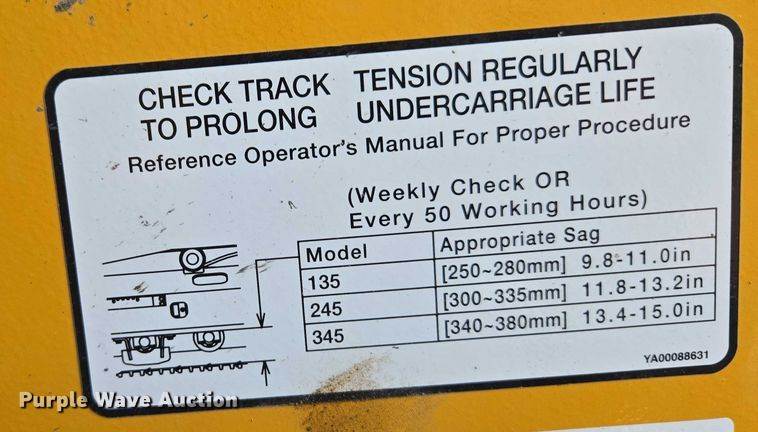 CHECK TRACK TENSION REGULARLY
TO PROLONG UNDERCARRIAGE LIFE
Reference Operator's Manual For Proper Procedure
(Weekly Check OR
Every 50 Working Hours)
Model Appropriate Sag
135 [250~280mm] 9.8-11.0in
245 [300~335mm] 11.8-13.2in
345 [340~380mm] 13.4-15.0in
YA00088631
Purple Wave Auction